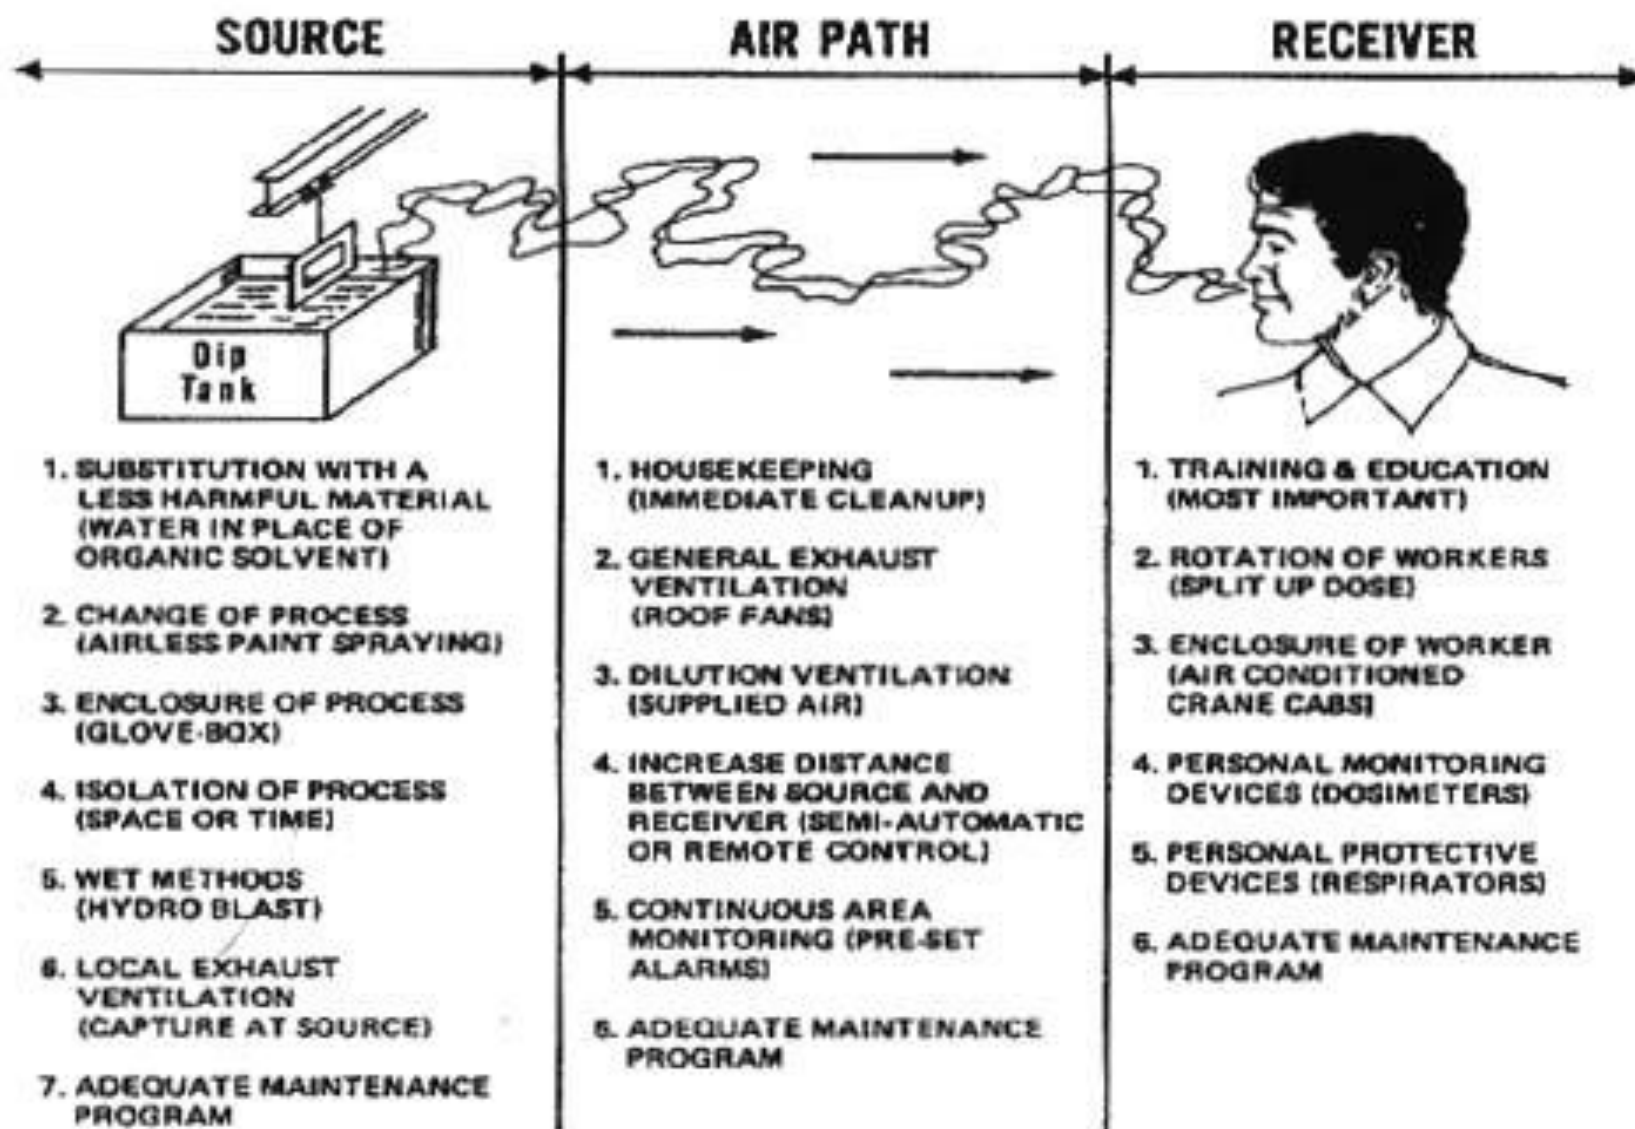 SOURCE
AIR PATH
RECEIVER
Dip
Tank
1. SUBSTITUTION WITH A
LESS HARMFUL MATERIAL
(WATER IN PLACE OF
ORGANIC SOLVENT)
2. CHANGE OF PROCESS
(AIRLESS PAINT SPRAYING)
3. ENCLOSURE OF PROCESS
(GLOVE-BOX)
4. ISOLATION OF PROCESS
(SPACE OR TIME)
5. WET METHODS
(HYDRO BLAST)
6. LOCAL EXHAUST
VENTILATION
(CAPTURE AT SOURCE)
7. ADEQUATE MAINTENANCE
PROGRAM
1. HOUSEKEEPING
(IMMEDIATE CLEANUP)
2. GENERAL EXHAUST
VENTILATION
(ROOF FANS)
3. DILUTION VENTILATION
(SUPPLIED AIR)
4. INCREASE DISTANCE
BETWEEN SOURCE AND
RECEIVER (SEMI-AUTOMATIC
OR REMOTE CONTROL)
5. CONTINUOUS AREA
MONITORING (PRE-SET
ALARMS)
6. ADEQUATE MAINTENANCE
PROGRAM
1. TRAINING & EDUCATION
(MOST IMPORTANT)
2. ROTATION OF WORKERS
(SPLIT UP DOSE)
3. ENCLOSURE OF WORKER
(AIR CONDITIONED
CRANE CABS)
4. PERSONAL MONITORING
DEVICES (DOSIMETERS)
5. PERSONAL PROTECTIVE
DEVICES (RESPIRATORS)
6. ADEQUATE MAINTENANCE
PROGRAM